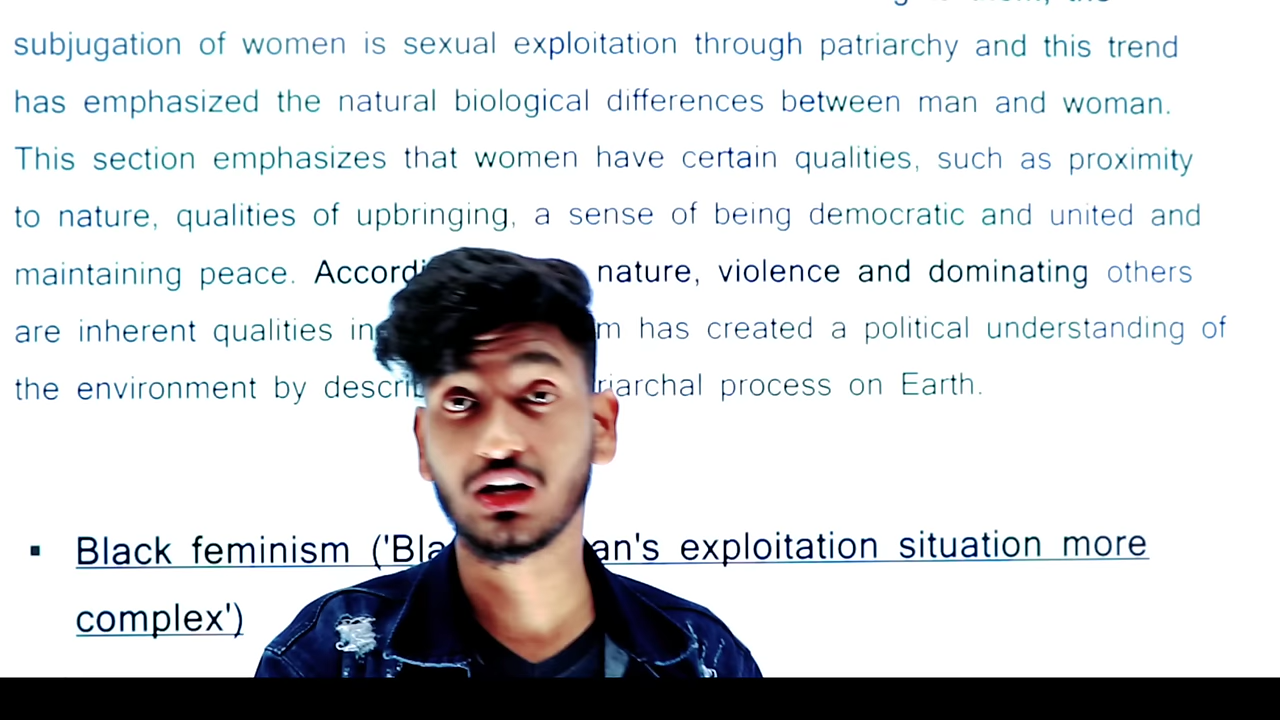 subjugation of women is sexual exploitation through patriarchy and this trend
has emphasized the natural biological differences between man and woman.
This section emphasizes that women have certain qualities, such as proximity
to nature, qualities of upbringing, a sense of being democratic and united and
maintaining peace. nature, violence and dominating others
are inherent qualities has created a political understanding of
the environment by process on Earth.
▪ Black feminism exploitation situation more
complex')